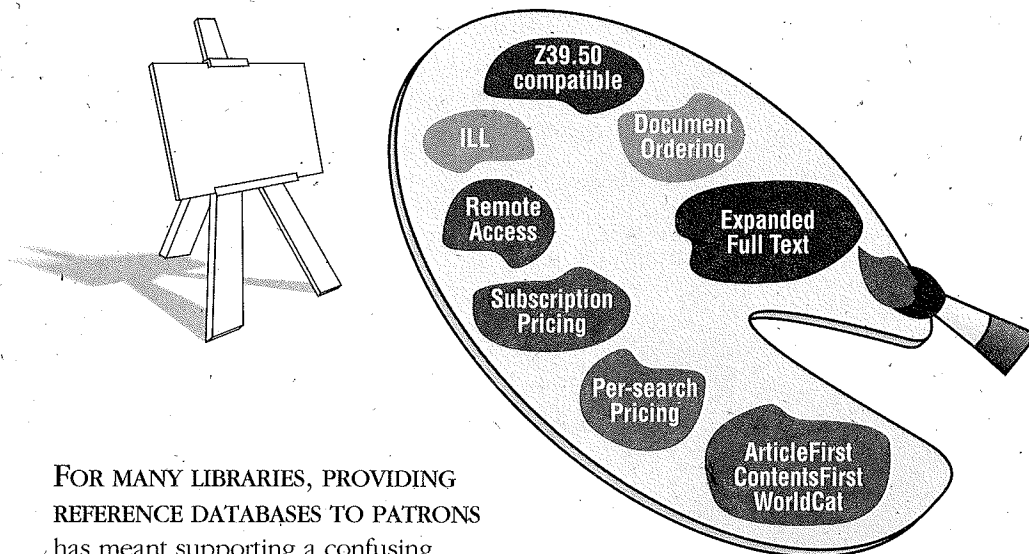 Z39.50
compatible
ILL
Document
Ordering
Remote
Access
Expanded
Full Text
Subscription
Pricing
Per-search
Pricing
ArticleFirst
ContentsFirst
WorldCat
FOR MANY LIBRARIES, PROVIDING
REFERENCE DATABASES TO PATRONS
has meant supporting a confusing